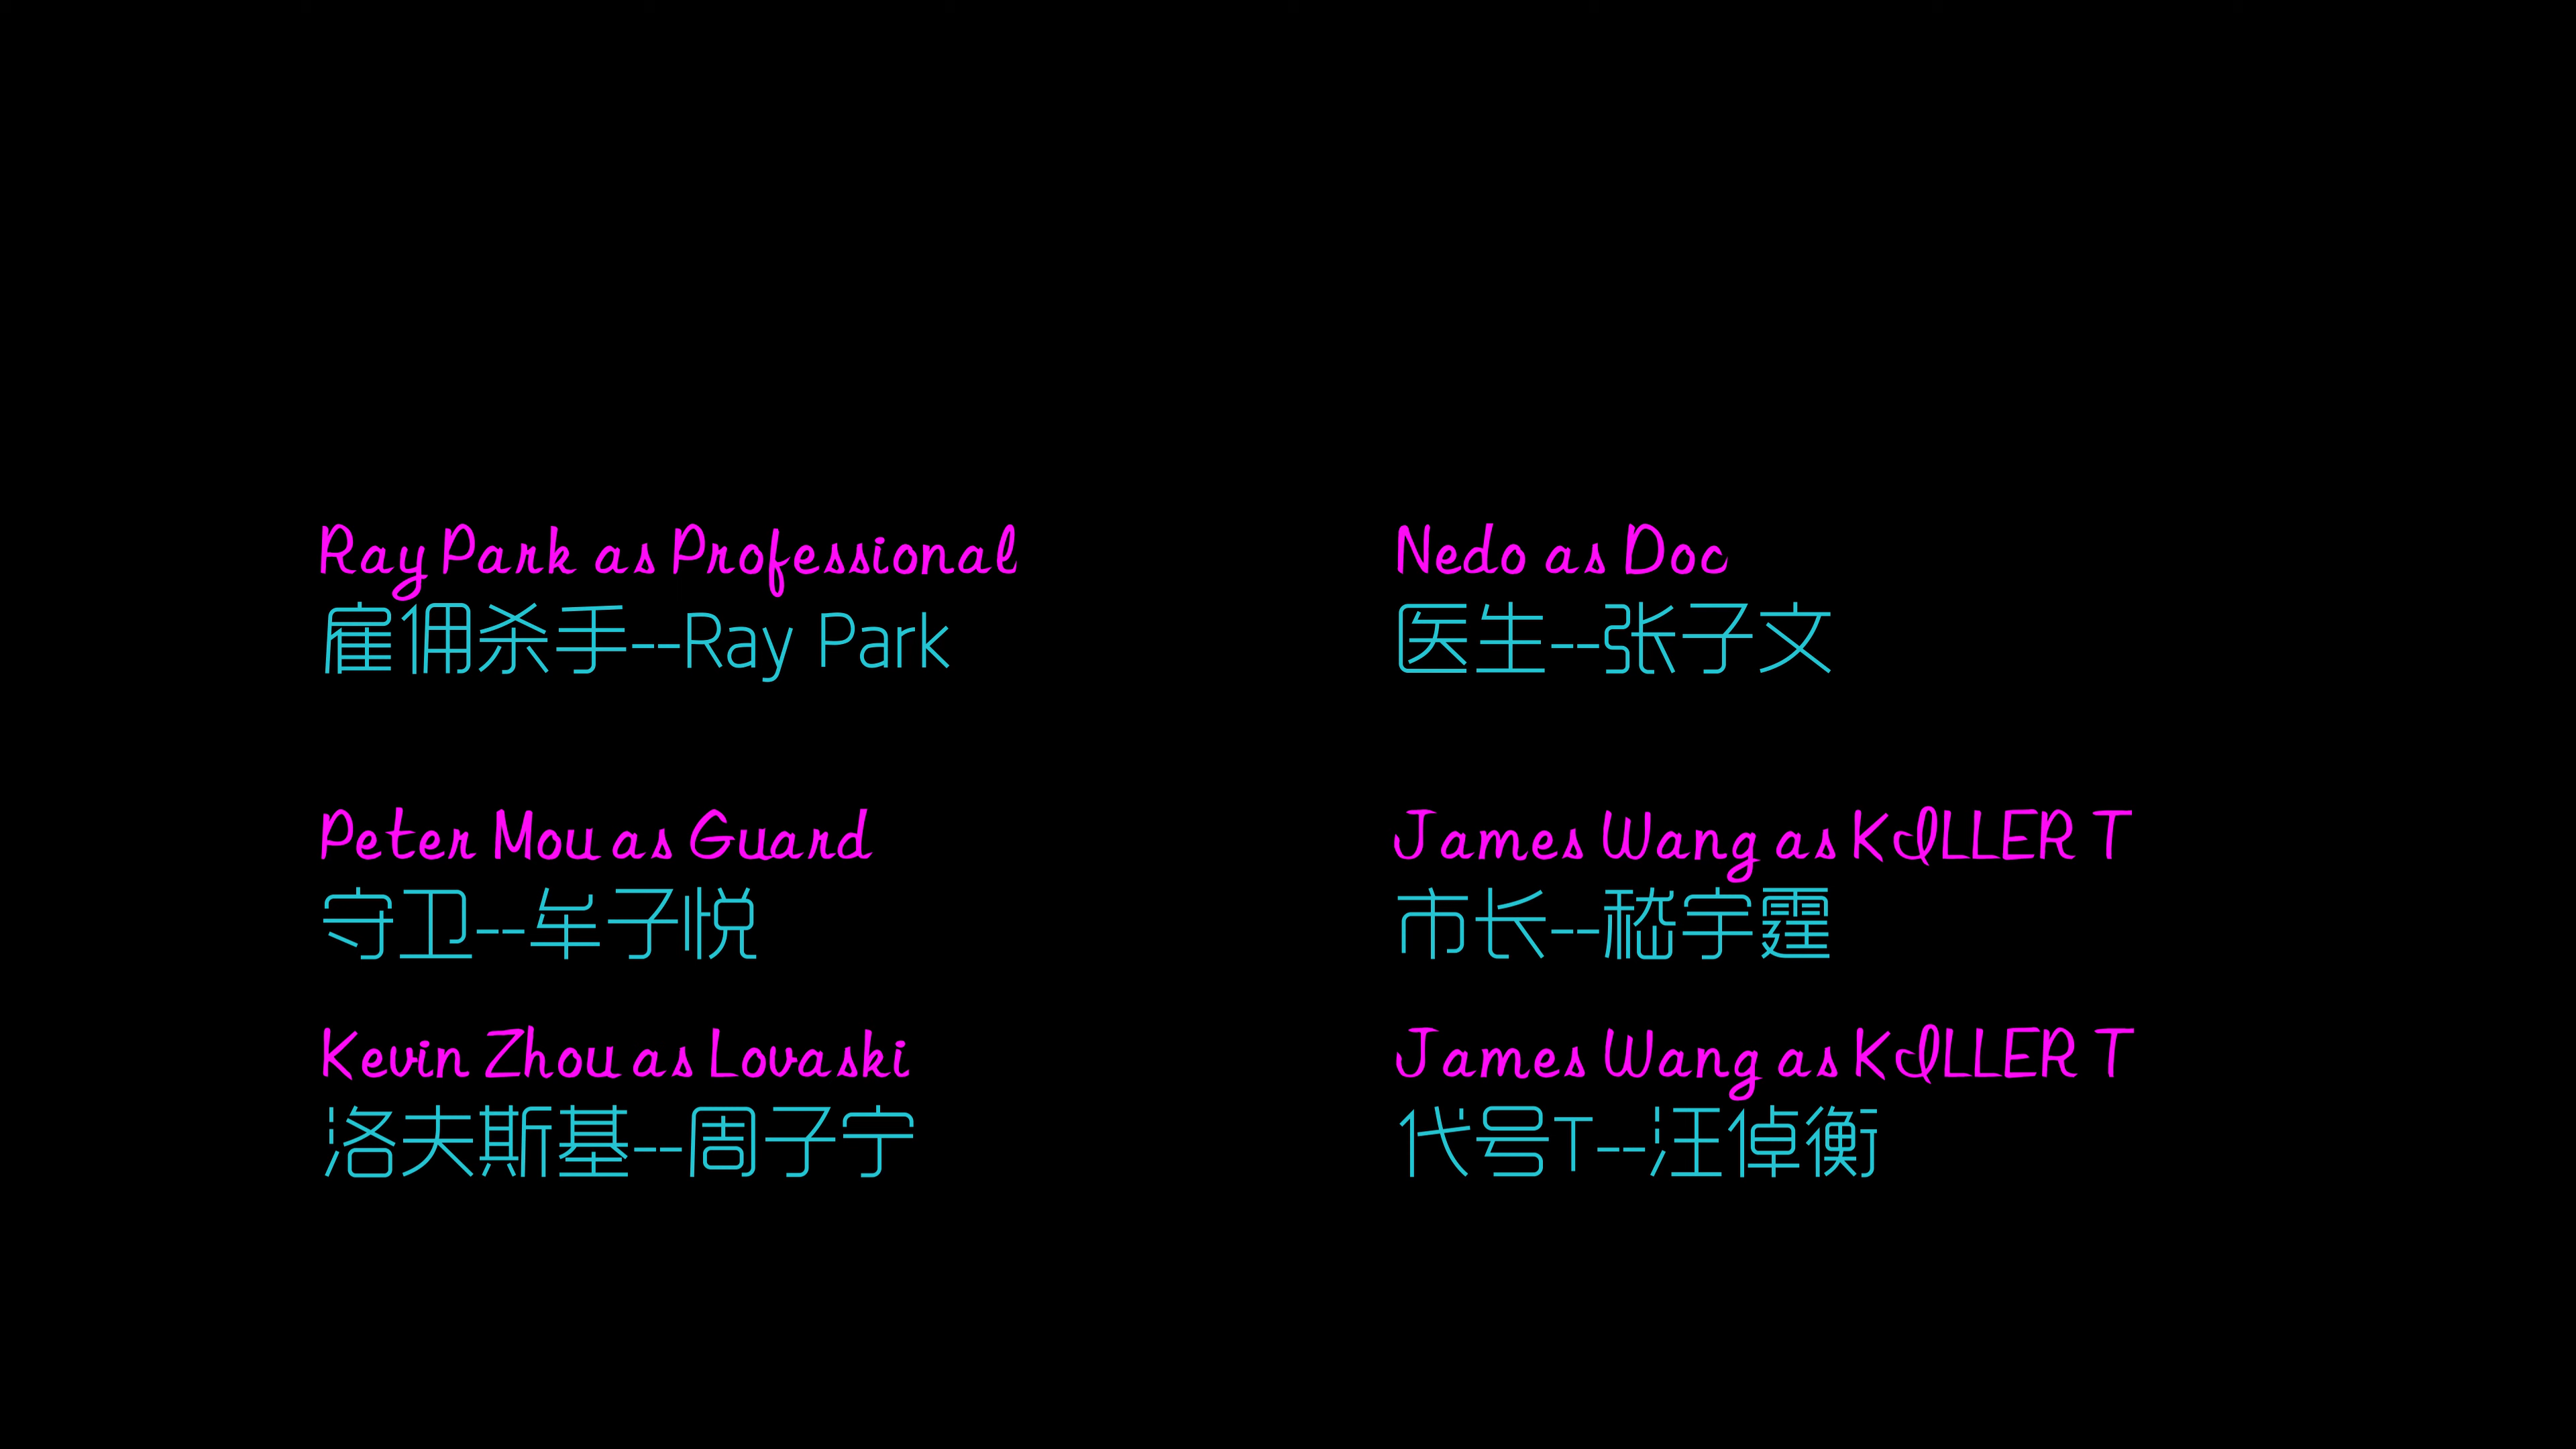 Ray Park as Professional
雇佣杀手--Ray Park
Nedo as Doc
医生--张子文
Peter Mou as Guard
守卫--牟子悦
James Wang as KILLER T
市长--嵇宇霆
Kevin Zhou as Lovaski
洛夫斯基--周子宁
James Wang as KILLER T
代号T--汪倬衡